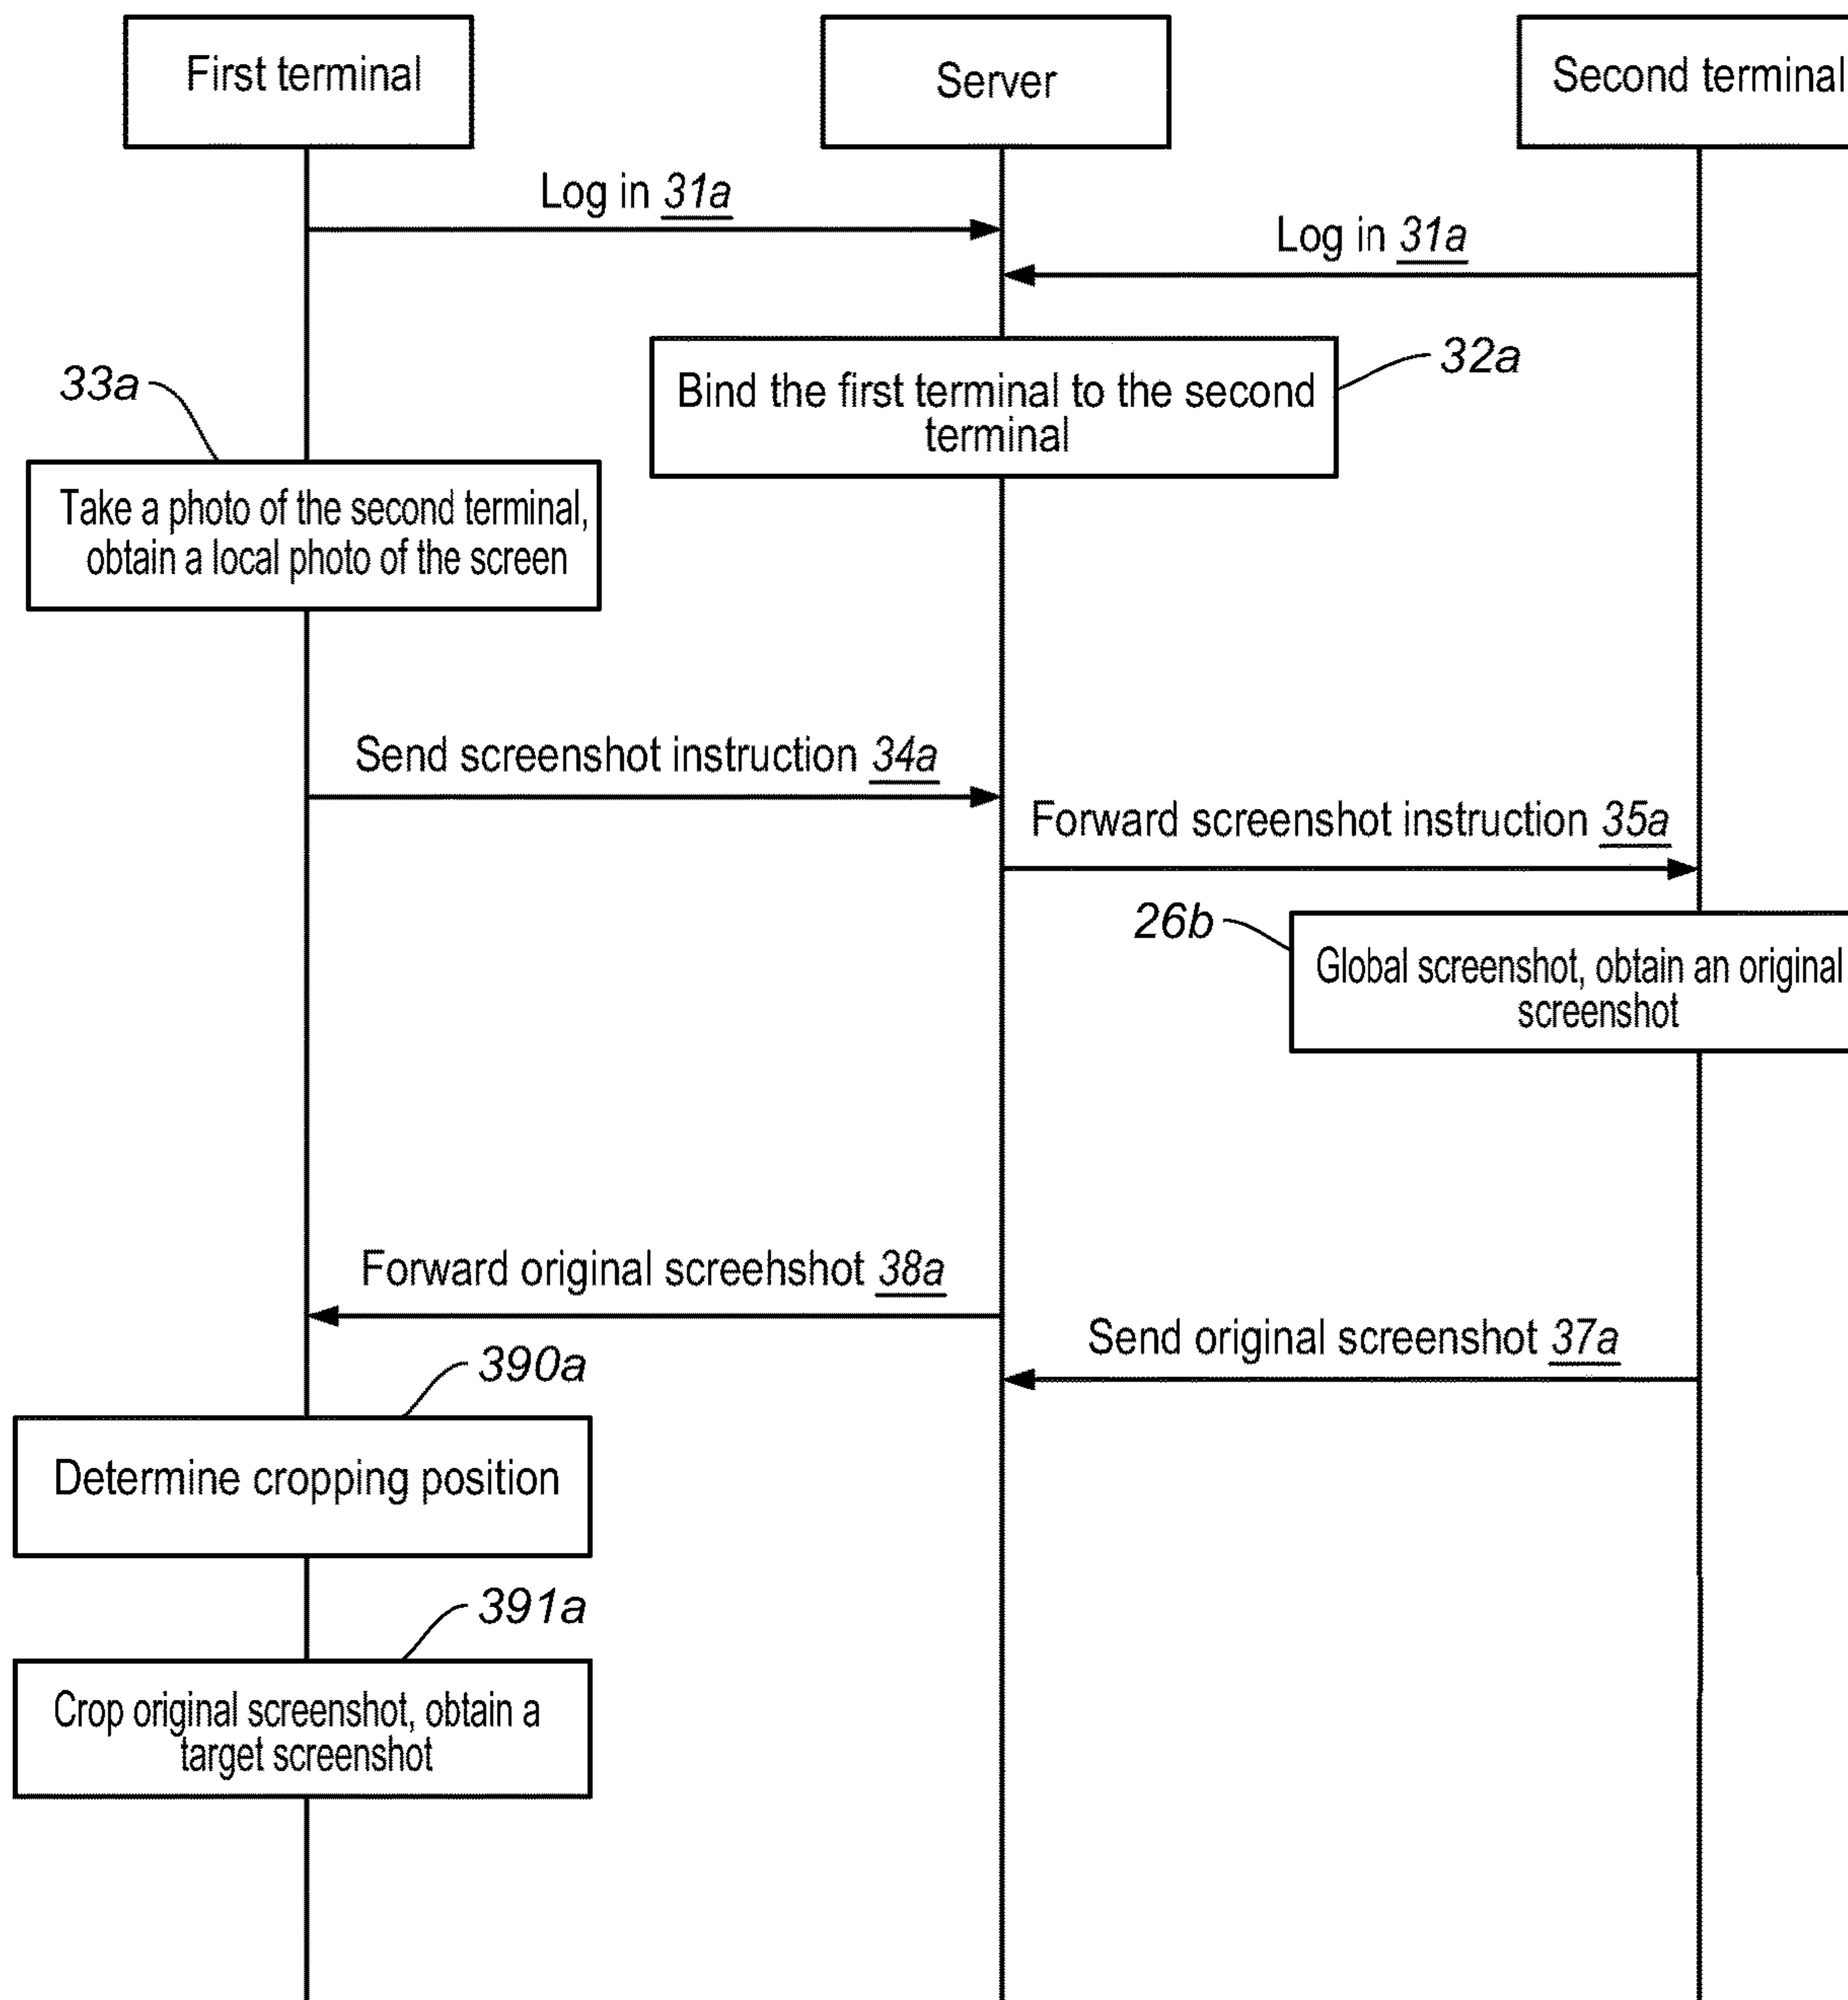 First terminal
Server
Second terminal
Log in 31a
Log in 31a
32a
Bind the first terminal to the second
terminal
33a
Take a photo of the second terminal,
obtain a local photo of the screen
Send screenshot instruction 34a
Forward screenshot instruction 35a
26b
Global screenshot, obtain an original
screenshot
Forward original screehshot 38a
Send original screenshot 37a
390a
Determine cropping position
391a
Crop original screenshot, obtain a
target screenshot